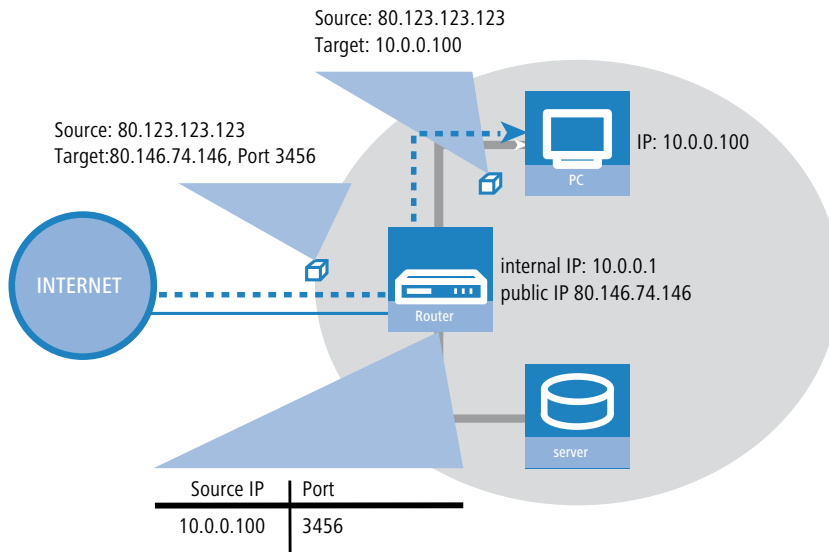 Source: 80.123.123.123
Target: 10.0.0.100
Source: 80.123.123.123
Target:80.146.74.146, Port 3456
IP: 10.0.0.100
PC
INTERNET
internal IP: 10.0.0.1
public IP 80.146.74.146
Router
server
Source IP Port
10.0.0.100 3456